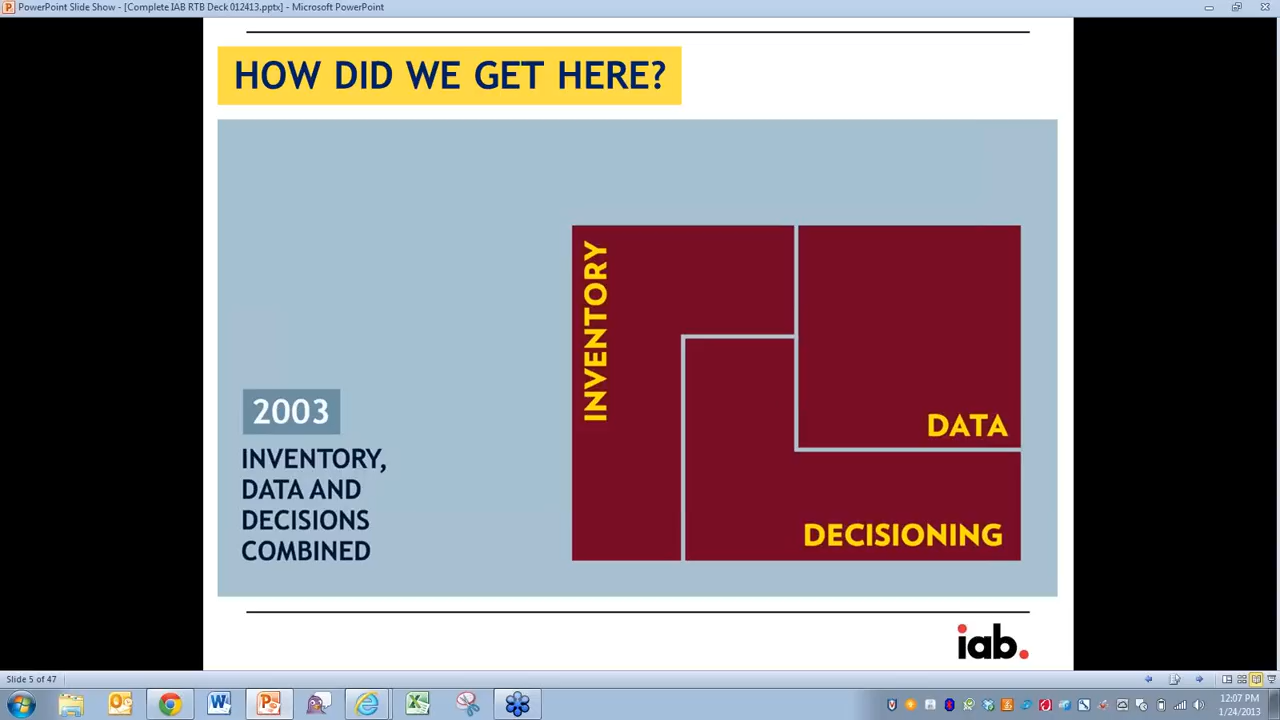 PowerPoint Slide Show - [Complete IAB RTB Deck 012413.pptx] - Microsoft PowerPoint
HOW DID WE GET HERE?
INVENTORY
DATA
DECISIONING
2003
INVENTORY,
DATA AND
DECISIONS
COMBINED
iab.
Slide 5 of 47
12:07 PM
1/24/2013